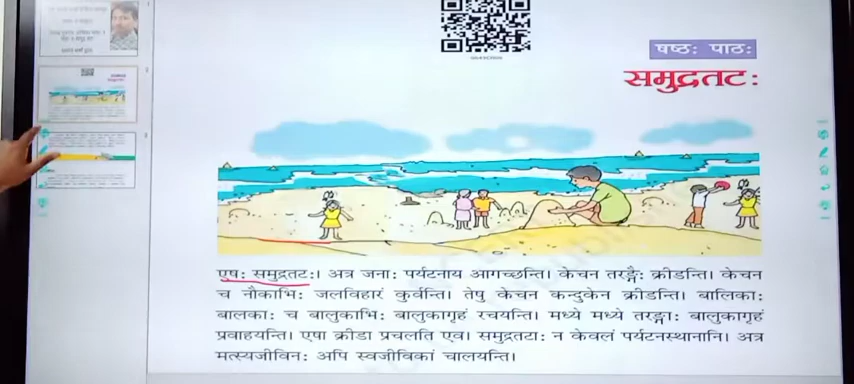 षष्ठः पाठः
समुद्रतटः
एषः समुद्रतटः। अत्र जनाः पर्यटनाय आगच्छन्ति। केचन तरङ्गैः क्रीडन्ति। केचन
च नौकाभिः जलविहारं कुर्वन्ति। तेषु केचन कन्दुकेन क्रीडन्ति। बालिकाः
बालकाः च बालुकाभिः बालुकागृहं रचयन्ति। मध्ये मध्ये तरङ्गाः बालुकागृहं
प्रवाहयन्ति। एषा क्रीडा प्रचलति एव। समुद्रतटाः न केवलं पर्यटनस्थानानि। अत्र
मत्स्यजीविनः अपि स्वजीविकां चालयन्ति।